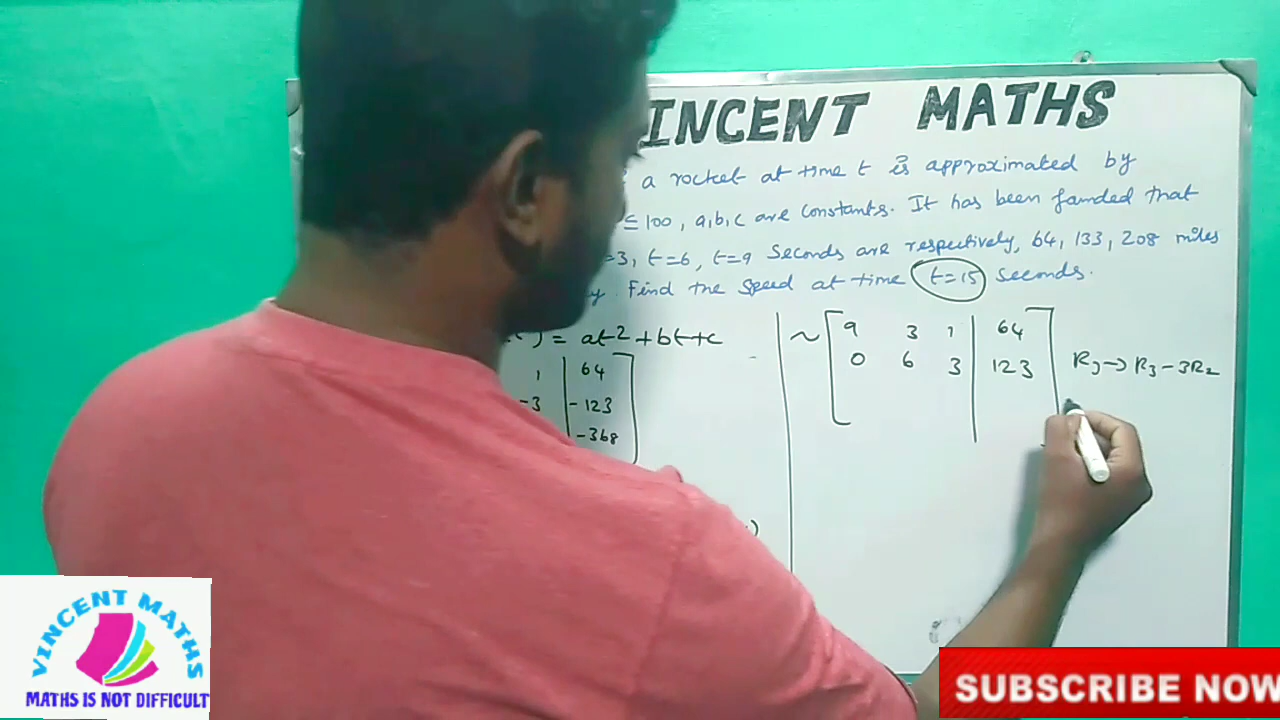 INCENT MATHS
a rocket at time t is approximated by
≤ 100, a,b,c are constants. It has been founded that
=3, t=6, t=9 seconds are respectively, 64, 133, 208 miles
y. Find the speed at time t=15 seconds.
) = at²+bt+c
1 | 64
-3 | -123
| -368
~ [ 9 3 1 | 64 ]
0 6 3 | 123 R3→R3-3R2
VINCENT MATHS
MATHS IS NOT DIFFICULT
SUBSCRIBE NOW